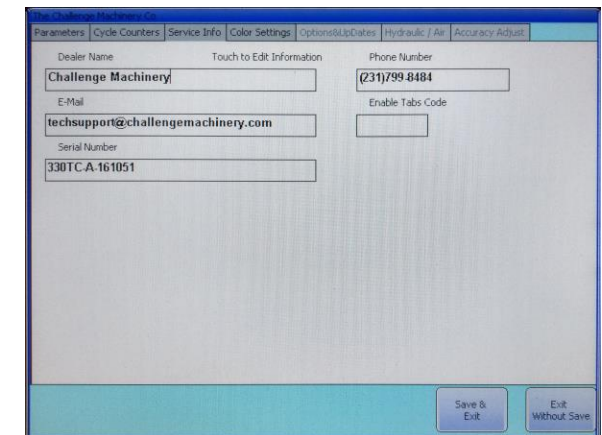 The Challenge Machinery Co
Parameters Cycle Counters Service Info Color Settings Options&UpDates Hydraulic / Air Accuracy Adjust
Dealer Name Touch to Edit Information Phone Number
Challenge Machinery (231)799-8484
E-Mail Enable Tabs Code
techsupport@challengemachinery.com
Serial Number
330TC-A-161051
Save & Exit Exit
Exit Without Save